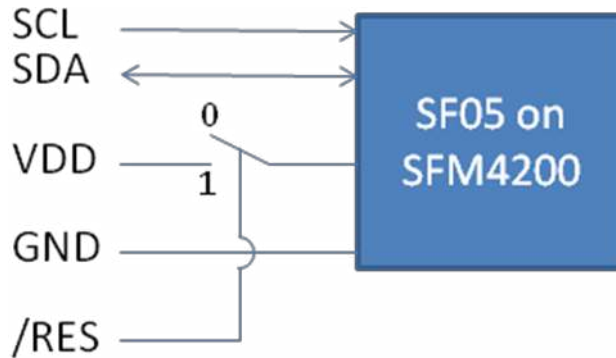 SCL
SDA
0
VDD
1
GND
/RES
SF05 on
SFM4200